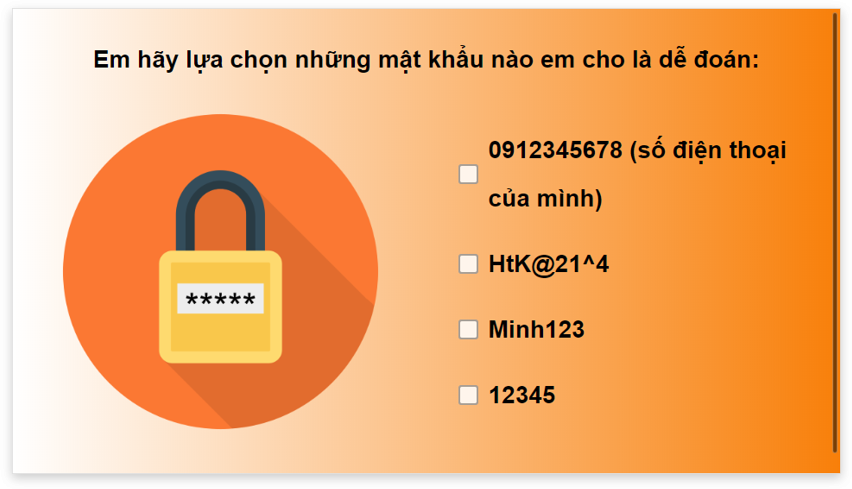 Em hãy lựa chọn những mật khẩu nào em cho là dễ đoán:
*****
0912345678 (số điện thoại
của mình)
HtK@21^4
Minh123
12345